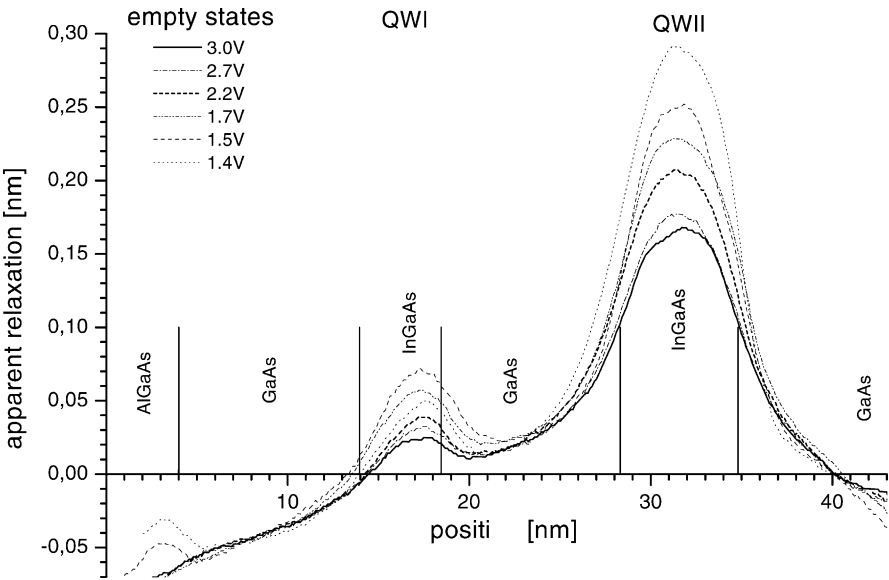 empty states
3.0V
2.7V
2.2V
1.7V
1.5V
1.4V
QWI
QWII
0,30
0,25
0,20
0,15
0,10
0,05
0,00
-0,05
apparent relaxation [nm]
AlGaAs
GaAs
InGaAs
GaAs
InGaAs
GaAs
10
20
30
40
positi [nm]